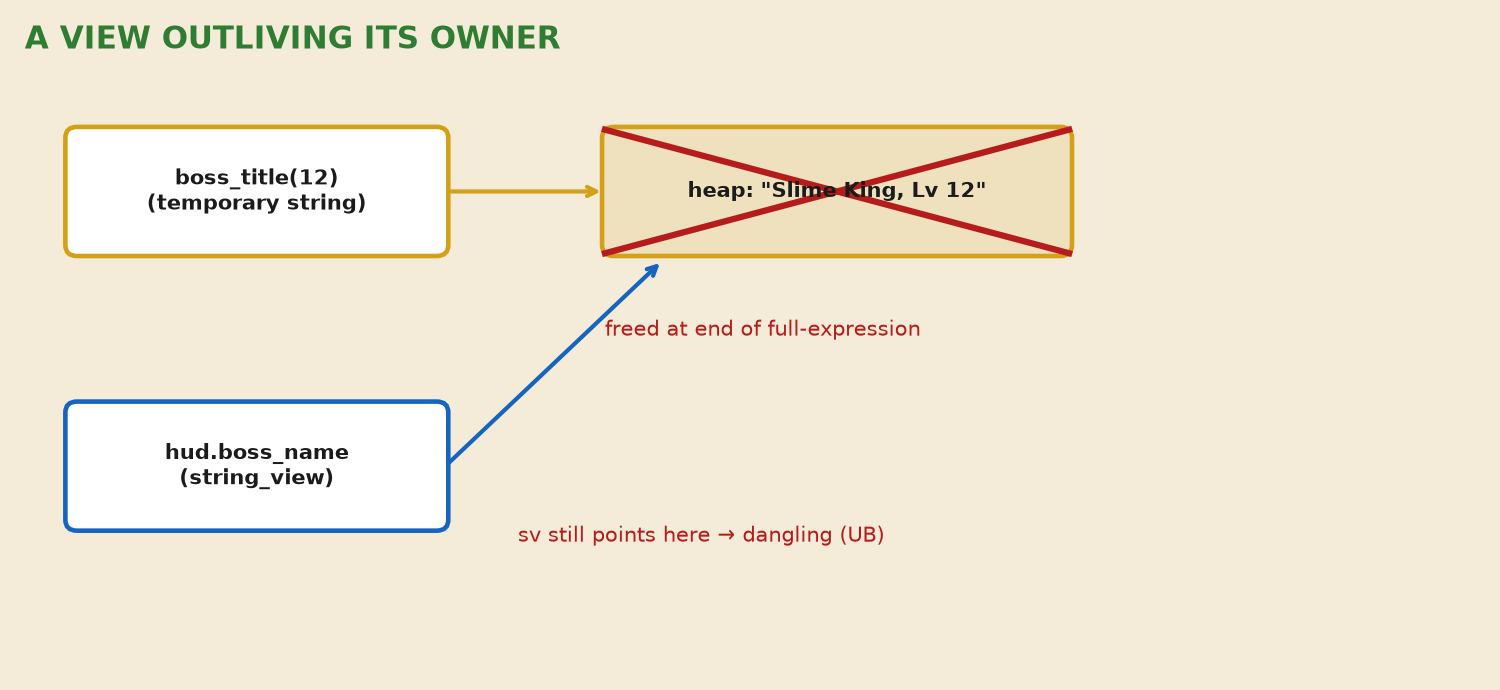 A VIEW OUTLIVING ITS OWNER
boss_title(12)
(temporary string)
heap: "Slime King, Lv 12"
freed at end of full-expression
hud.boss_name
(string_view)
sv still points here → dangling (UB)